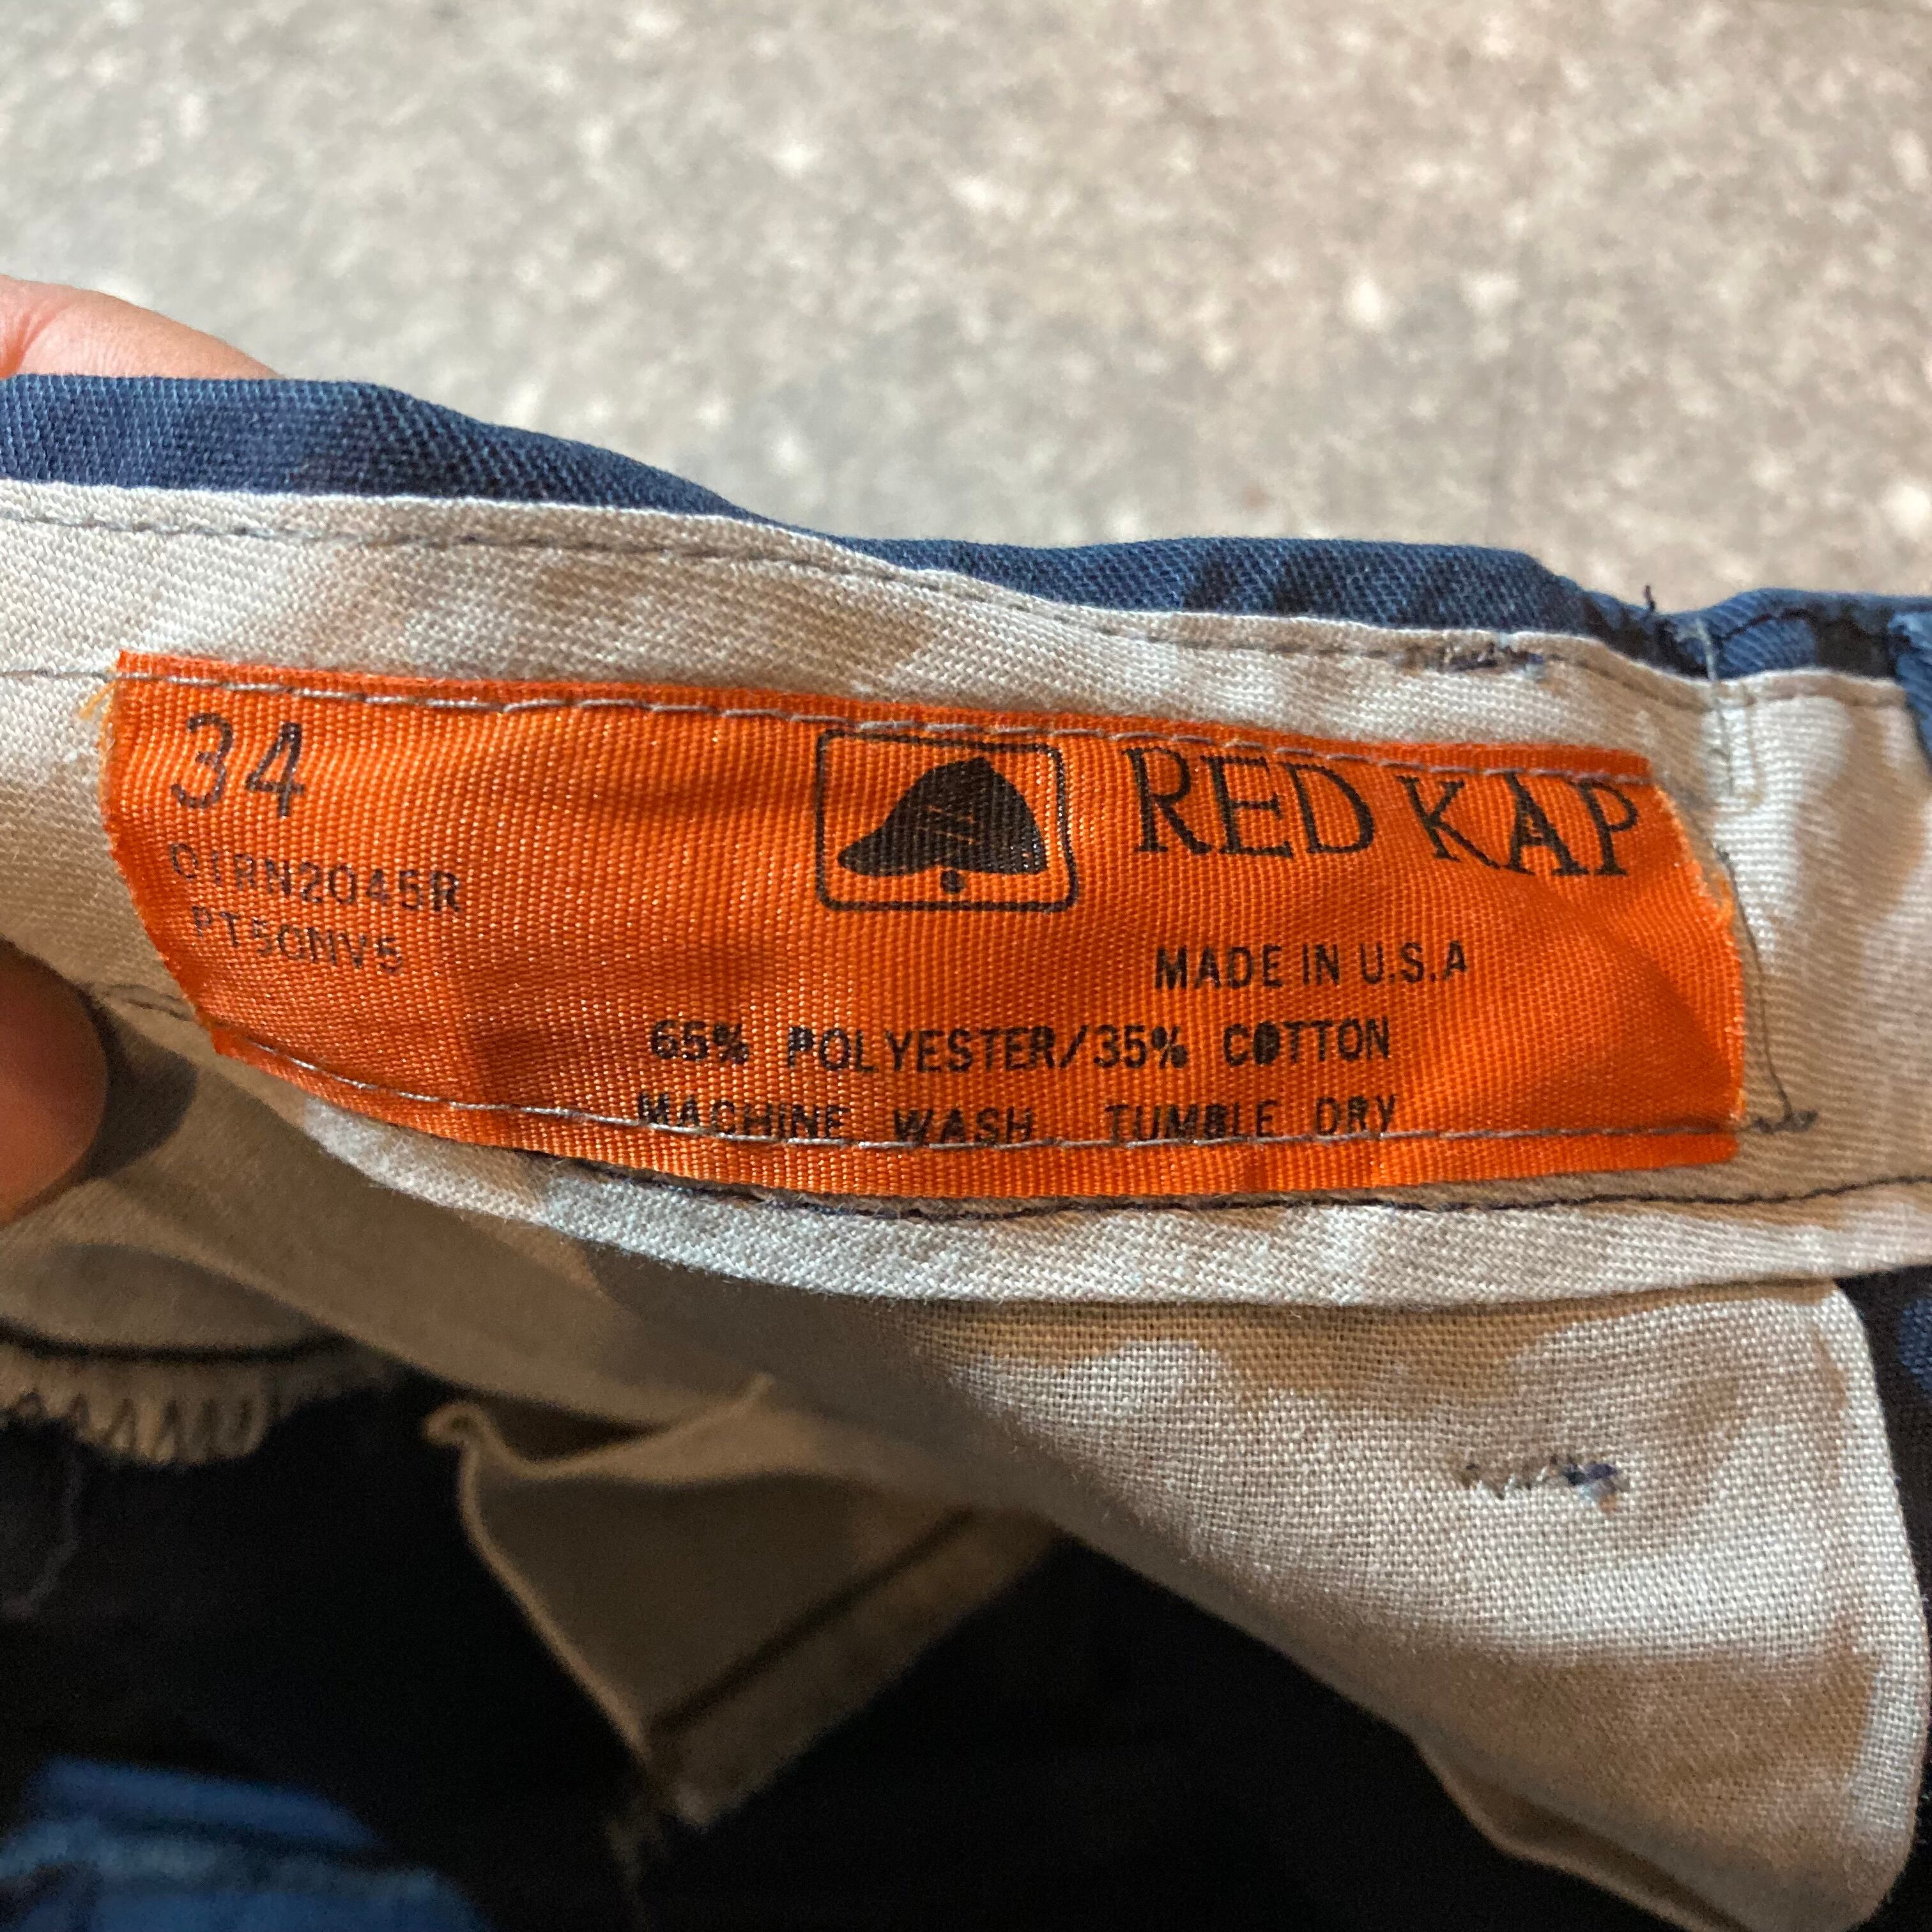 34
RED KAP
01RN2045R
PT50NV5
MADE IN U.S.A
65% POLYESTER/35% COTTON
MACHINE WASH TUMBLE DRY